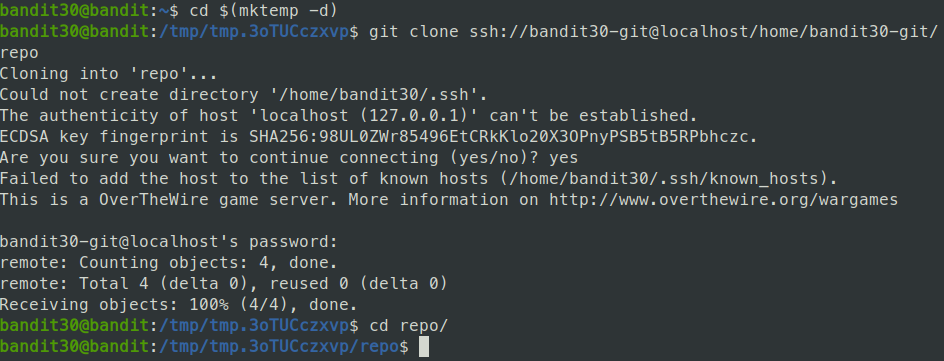 bandit30@bandit:~$ cd $(mktemp -d)
bandit30@bandit:/tmp/tmp.3oTUCczxvp$ git clone ssh://bandit30-git@localhost/home/bandit30-git/
repo
Cloning into 'repo'...
Could not create directory '/home/bandit30/.ssh'.
The authenticity of host 'localhost (127.0.0.1)' can't be established.
ECDSA key fingerprint is SHA256:98UL0ZWr85496EtCRkKlo20X3OPnyPSB5tB5RPbhczc.
Are you sure you want to continue connecting (yes/no)? yes
Failed to add the host to the list of known hosts (/home/bandit30/.ssh/known_hosts).
This is a OverTheWire game server. More information on http://www.overthewire.org/wargames
bandit30-git@localhost's password:
remote: Counting objects: 4, done.
remote: Total 4 (delta 0), reused 0 (delta 0)
Receiving objects: 100% (4/4), done.
bandit30@bandit:/tmp/tmp.3oTUCczxvp$ cd repo/
bandit30@bandit:/tmp/tmp.3oTUCczxvp/repo$